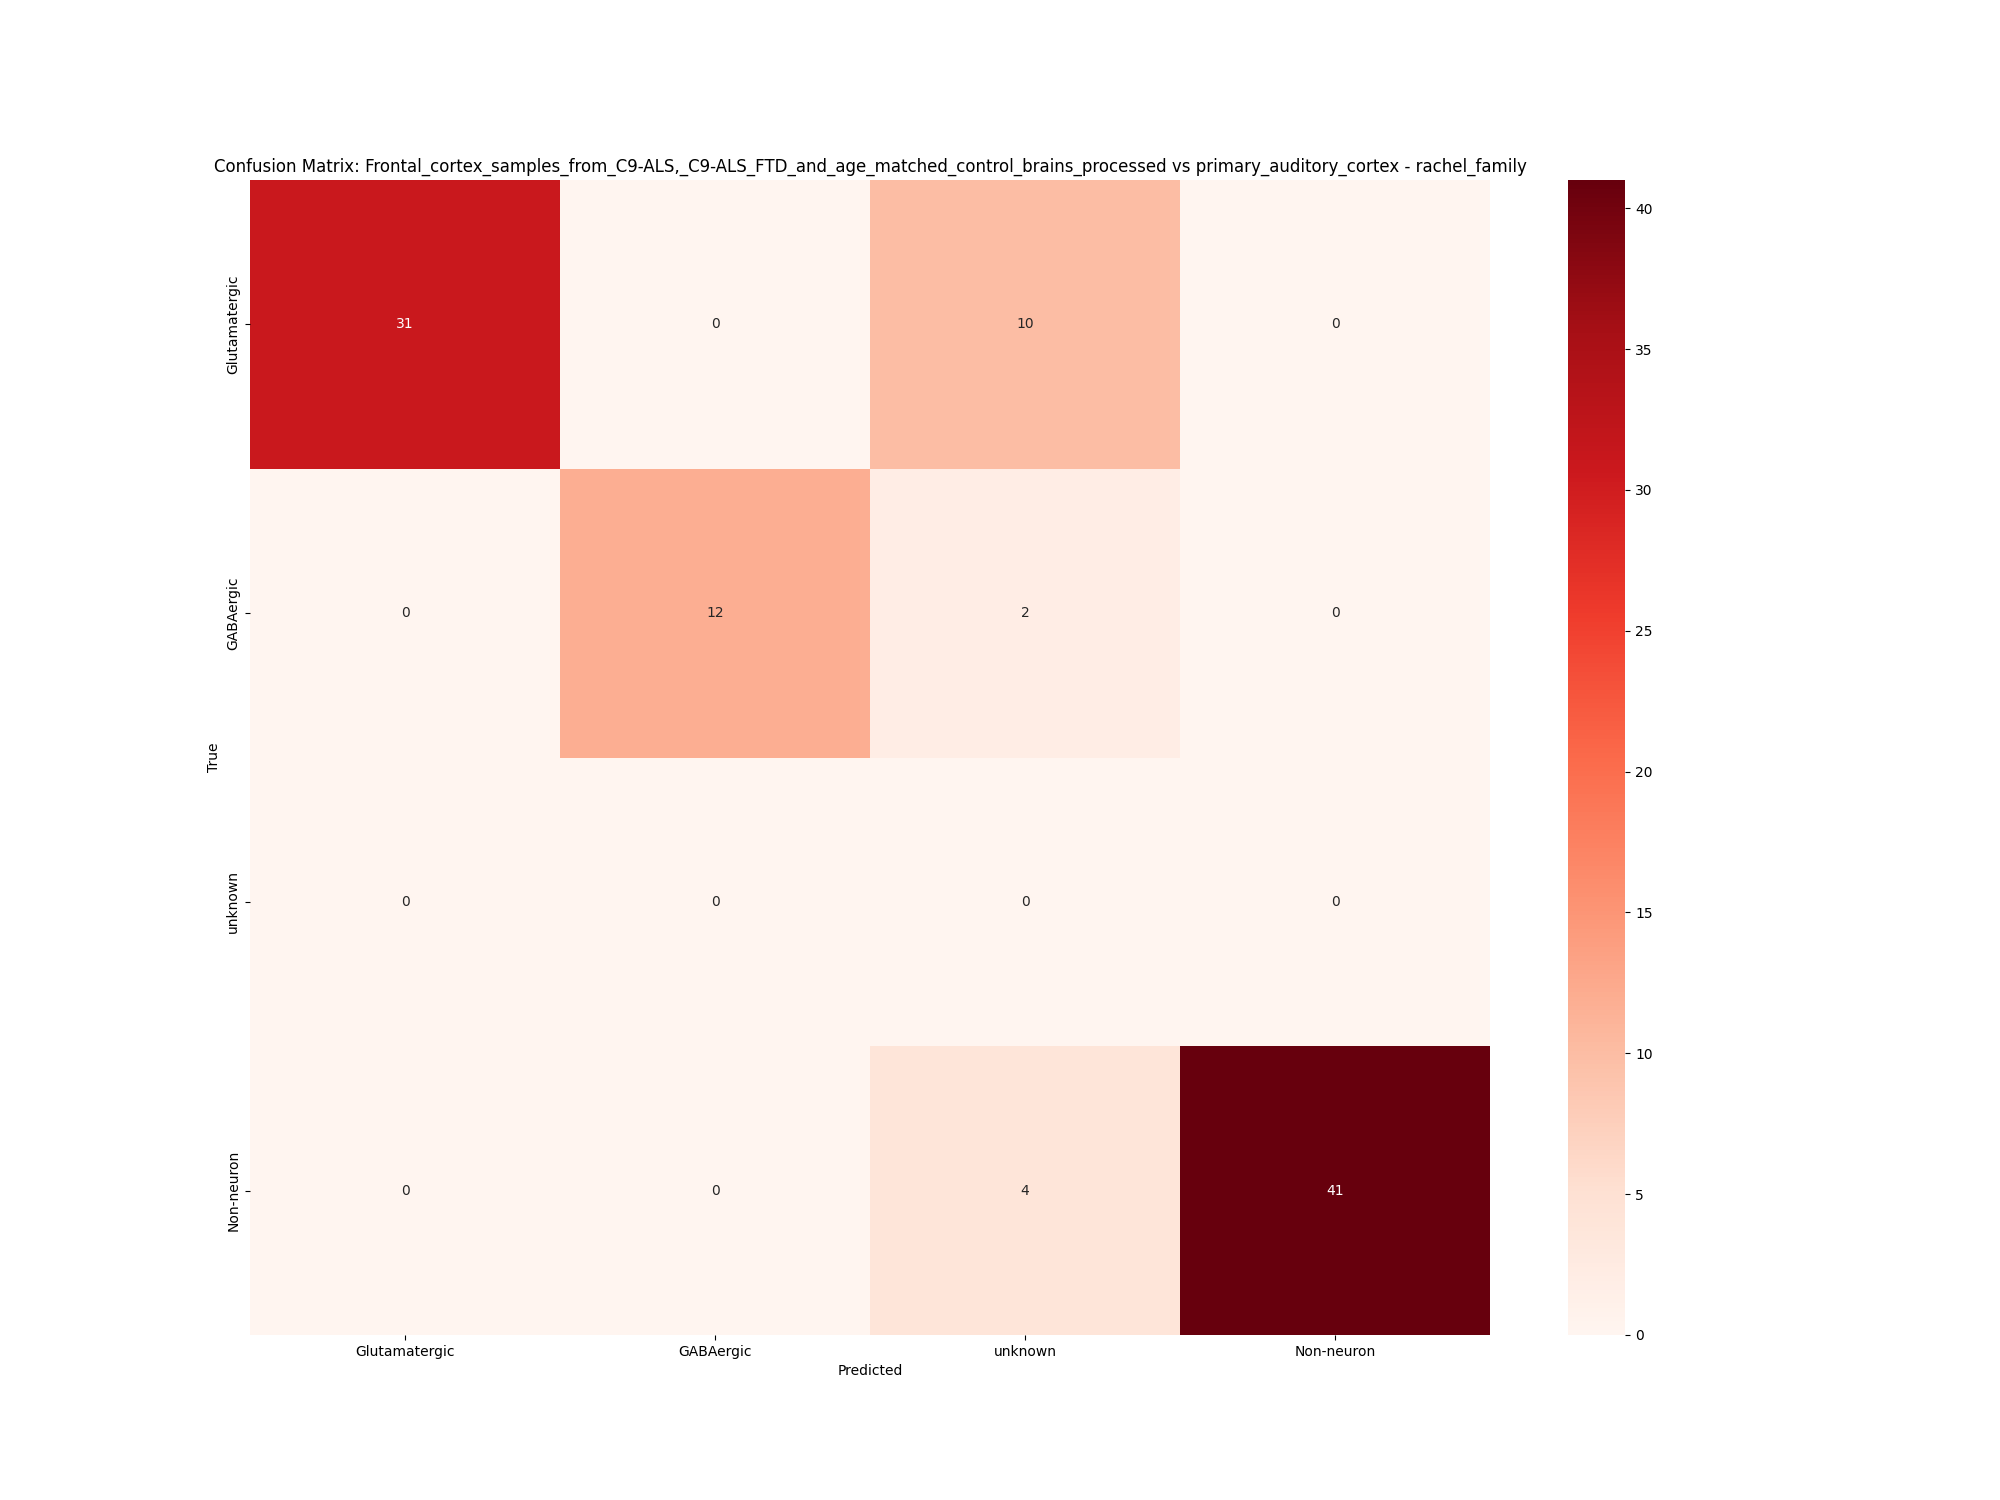 Confusion Matrix: Frontal_cortex_samples_from_C9-ALS,_C9-ALS_FTD_and_age_matched_control_brains_processed vs primary_auditory_cortex - rachel_family
Glutamatergic
31
0
10
0
GABAergic
0
12
2
0
True
unknown
0
0
0
0
Non-neuron
0
0
4
41
Glutamatergic
GABAergic
unknown
Non-neuron
Predicted
40
35
30
25
20
15
10
5
0